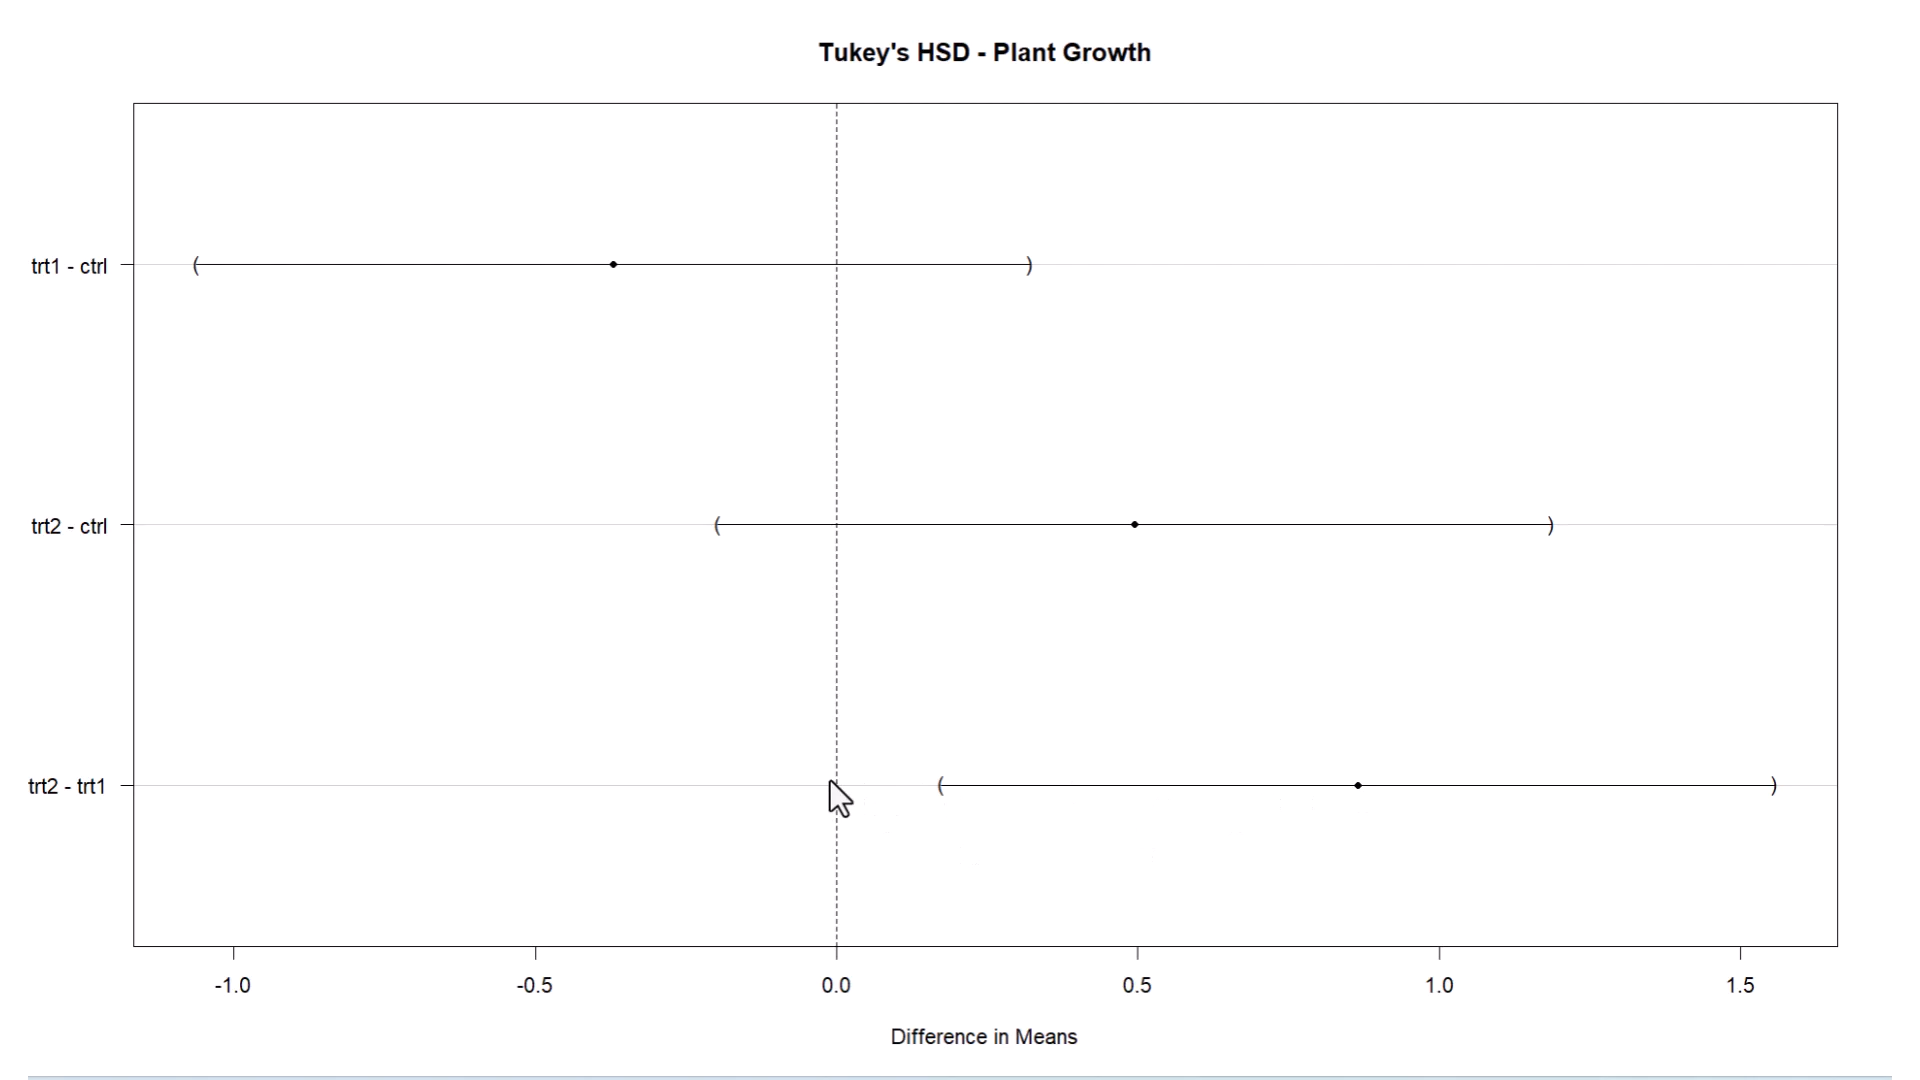 Tukey's HSD - Plant Growth
trt1 - ctrl
trt2 - ctrl
trt2 - trt1
-1.0 -0.5 0.0 0.5 1.0 1.5
Difference in Means